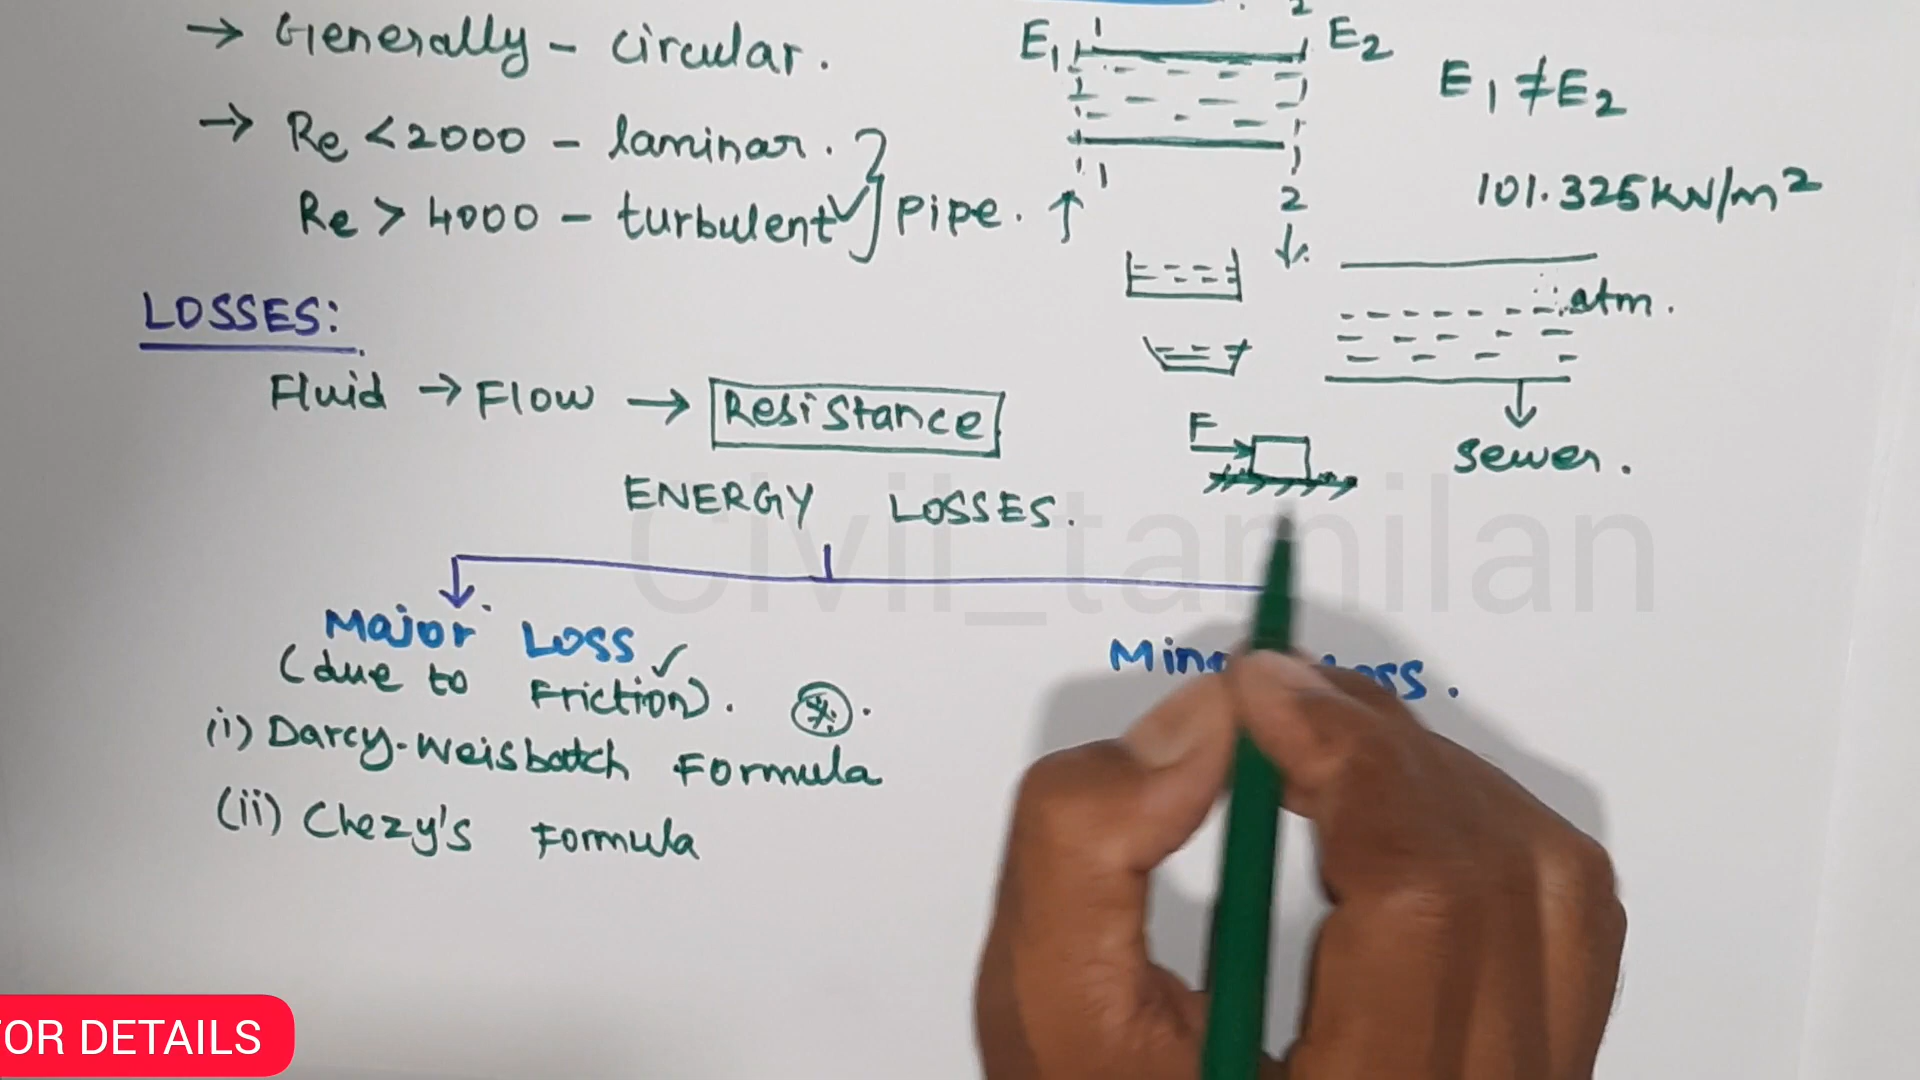 → Generally - circular.
→ Re < 2000 - laminar.
Re > 4000 - turbulent ✓ } pipe. ↑
E1 1 2 E2
E1 ≠ E2
1 2
101.325 kN/m2
atm.
sewer.
LOSSES:
Fluid → Flow → Resistance
F
ENERGY LOSSES.
Major Loss
(due to Friction). ✓
(i) Darcy-Weisbatch Formula
(ii) Chezy's Formula
Civil_tamilan
OR DETAILS